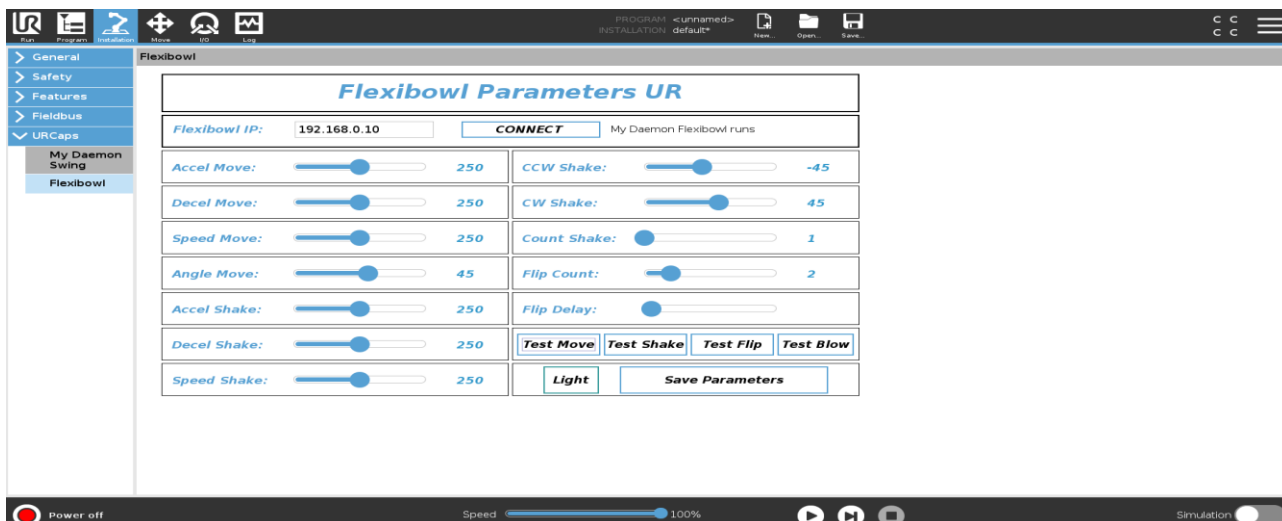 UR
Run Program Installation Move I/O Log
PROGRAM <unnamed>
INSTALLATION default*
New... Open... Save...
C C
C C
General
Safety
Features
Fieldbus
URCaps
My Daemon
Swing
Flexibowl
Flexibowl
Flexibowl Parameters UR
Flexibowl IP: 192.168.0.10 CONNECT My Daemon Flexibowl runs
Accel Move: 250 CCW Shake: -45
Decel Move: 250 CW Shake: 45
Speed Move: 250 Count Shake: 1
Angle Move: 45 Flip Count: 2
Accel Shake: 250 Flip Delay:
Decel Shake: 250 Test Move Test Shake Test Flip Test Blow
Speed Shake: 250 Light Save Parameters
Power off Speed 100% Simulation